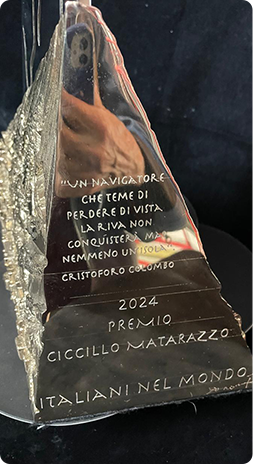 "UN NAVIGATORE
CHE TEME DI
PERDERE DI VISTA
LA RIVA NON
CONQUISTERÀ MAI
NEMMENO UN'ISOLA"
CRISTOFORO COLOMBO
2024
PREMIO
CICCILLO MATARAZZO
ITALIANI NEL MONDO